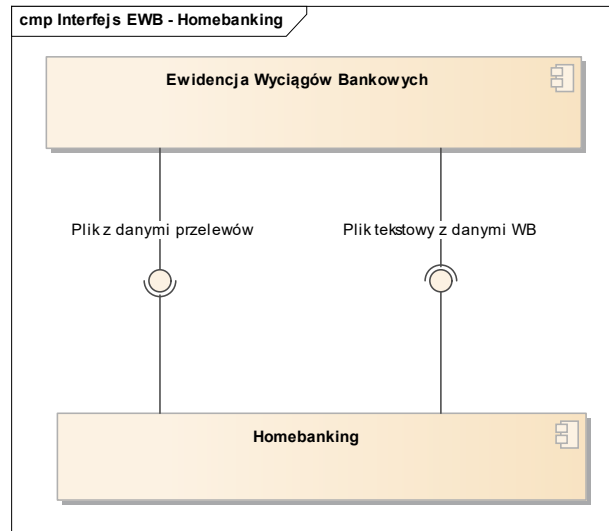 cmp Interfejs EWB - Homebanking
Ewidencja Wyciągów Bankowych
Plik z danymi przelewów
Plik tekstowy z danymi WB
Homebanking